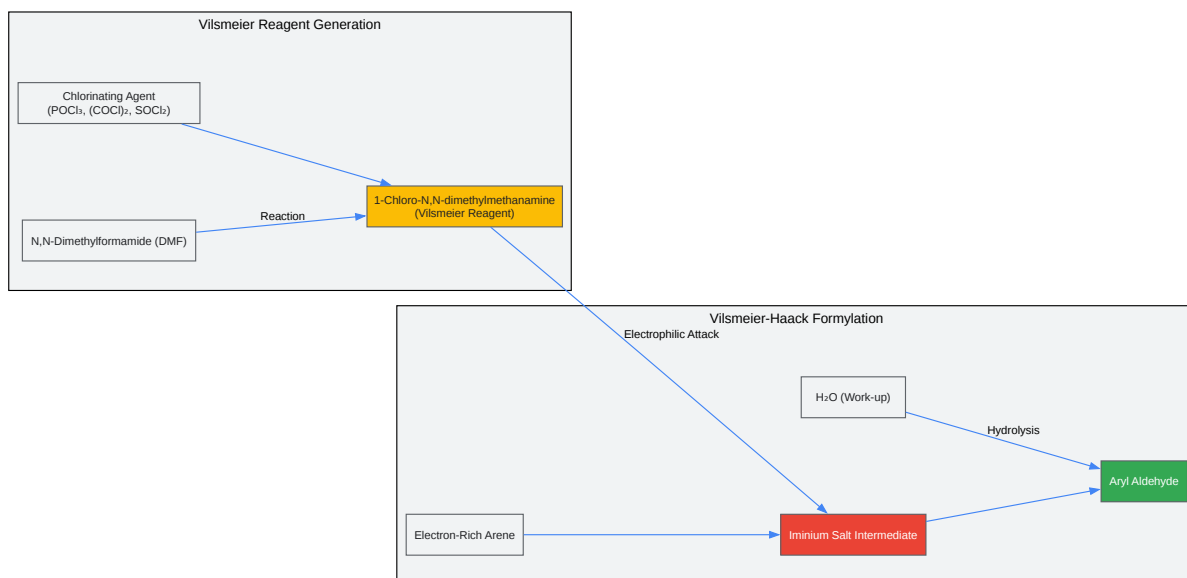 Vilsmeier Reagent Generation
Chlorinating Agent
(POCl₃, (COCl)₂, SOCl₂)
1-Chloro-N,N-dimethylmethanamine
(Vilsmeier Reagent)
Reaction
N,N-Dimethylformamide (DMF)
Vilsmeier-Haack Formylation
Electrophilic Attack
H₂O (Work-up)
Hydrolysis
Aryl Aldehyde
Electron-Rich Arene
Iminium Salt Intermediate